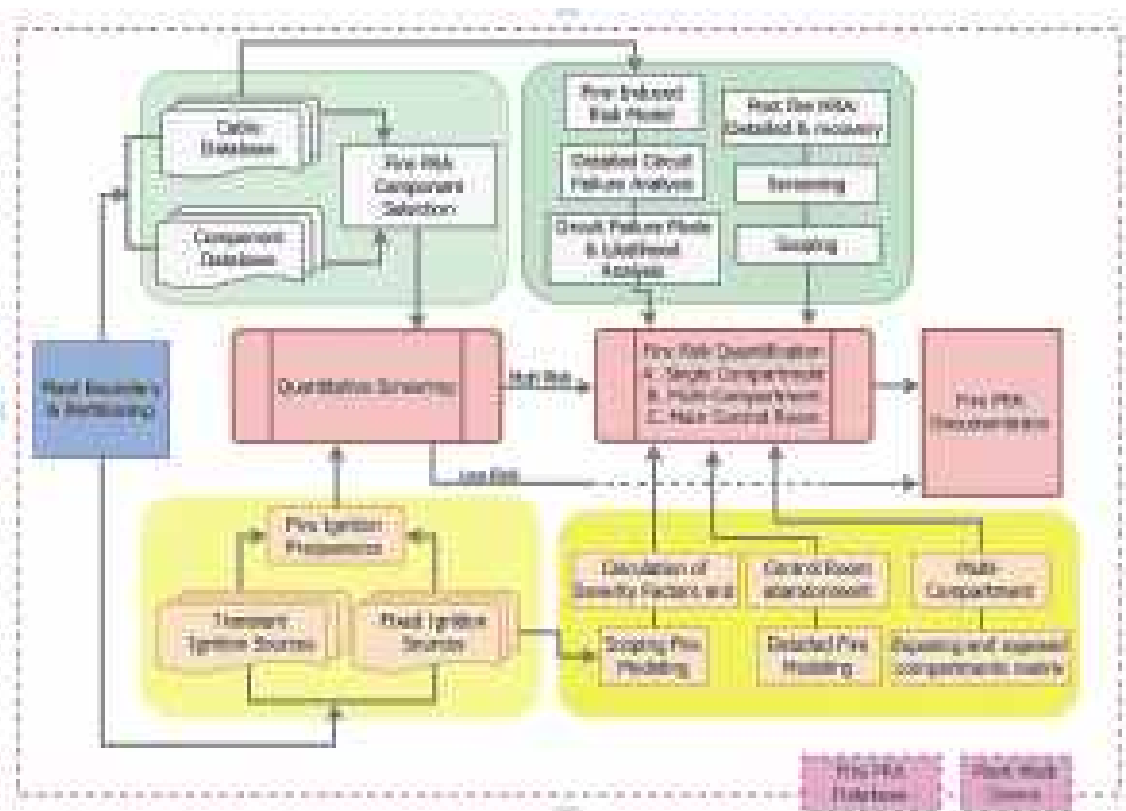 Cable
Database
Component
Database
Fire PRA
Component
Selection
Fire Induced
Risk Model
Detailed Circuit
Failure Analysis
Circuit Failure Mode
& Likelihood
Analysis
Post Fire HRA:
Detailed & recovery
Screening
Scoping
Plant Boundary
& Partitioning
Quantitative Screening
High Risk
Fire Risk Quantification
A. Single Compartment
B. Multi-Compartment
C. Main Control Room
Fire PRA
Documentation
Low Risk
Fire Ignition
Frequencies
Transient
Ignition Sources
Fixed Ignition
Sources
Calculation of
Severity Factors and
Control Room
abandonment
Multi-
Compartment
Scoping Fire
Modeling
Detailed Fire
Modeling
Exposing and exposed
compartments matrix
Fire PRA
Database
Plant Walk
Downs